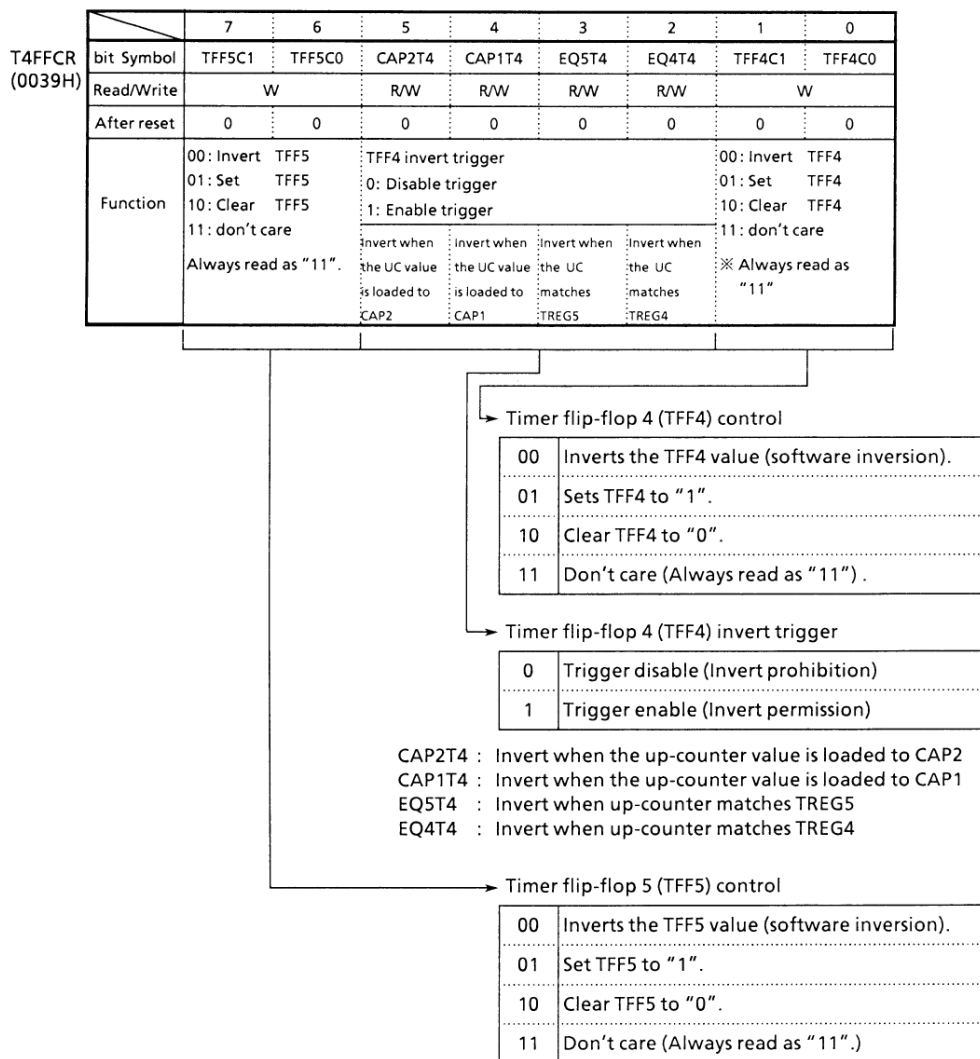 7 6 5 4 3 2 1 0
T4FFCR
(0039H)
bit Symbol TFF5C1 TFF5C0 CAP2T4 CAP1T4 EQ5T4 EQ4T4 TFF4C1 TFF4C0
Read/Write W R/W R/W R/W R/W W
After reset 0 0 0 0 0 0 0 0
Function
00: Invert TFF5
01: Set TFF5
10: Clear TFF5
11: don't care
Always read as "11".
TFF4 invert trigger
0: Disable trigger
1: Enable trigger
Invert when
the UC value
is loaded to
CAP2
Invert when
the UC value
is loaded to
CAP1
Invert when
the UC
matches
TREG5
Invert when
the UC
matches
TREG4
00: Invert TFF4
01: Set TFF4
10: Clear TFF4
11: don't care
※ Always read as
"11"
Timer flip-flop 4 (TFF4) control
00 Inverts the TFF4 value (software inversion).
01 Sets TFF4 to "1".
10 Clear TFF4 to "0".
11 Don't care (Always read as "11") .
Timer flip-flop 4 (TFF4) invert trigger
0 Trigger disable (Invert prohibition)
1 Trigger enable (Invert permission)
CAP2T4 : Invert when the up-counter value is loaded to CAP2
CAP1T4 : Invert when the up-counter value is loaded to CAP1
EQ5T4 : Invert when up-counter matches TREG5
EQ4T4 : Invert when up-counter matches TREG4
Timer flip-flop 5 (TFF5) control
00 Inverts the TFF5 value (software inversion).
01 Set TFF5 to "1".
10 Clear TFF5 to "0".
11 Don't care (Always read as "11".)